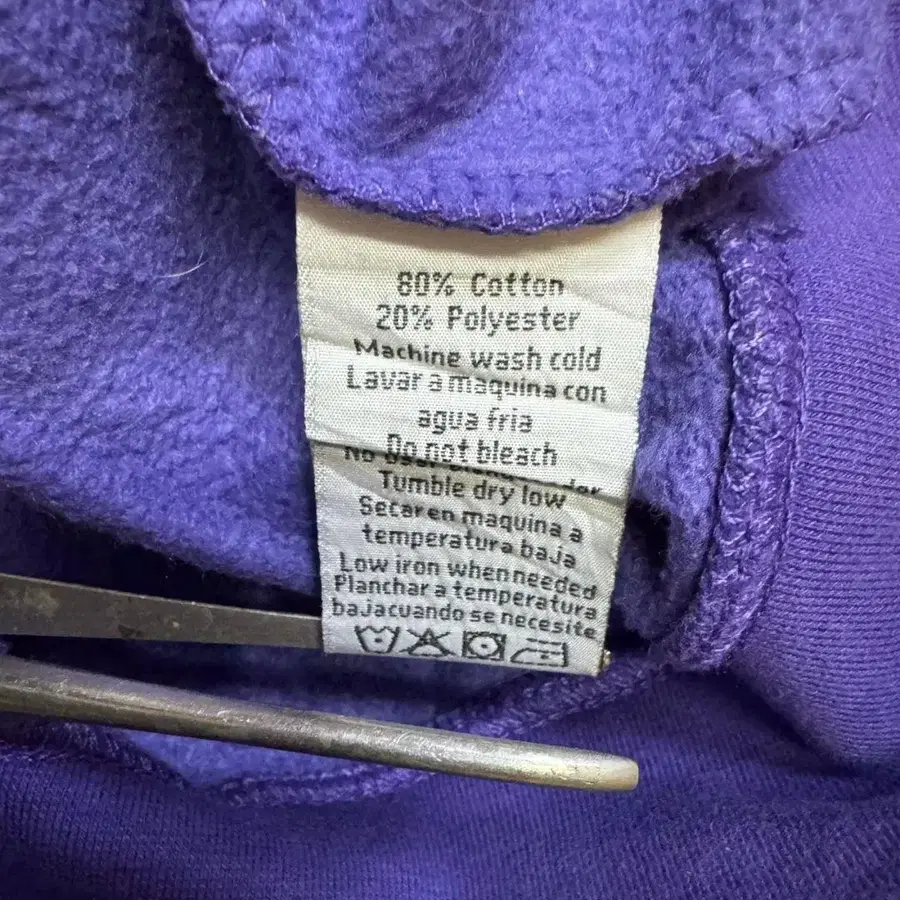 80% Cotton
20% Polyester
Machine wash cold
Lavar a maquina con
agua fria
Do not bleach
No
Tumble dry low
Secar en maquina a
temperatura baja
Low iron when needed
Planchar a temperatura
baja cuando se necesite